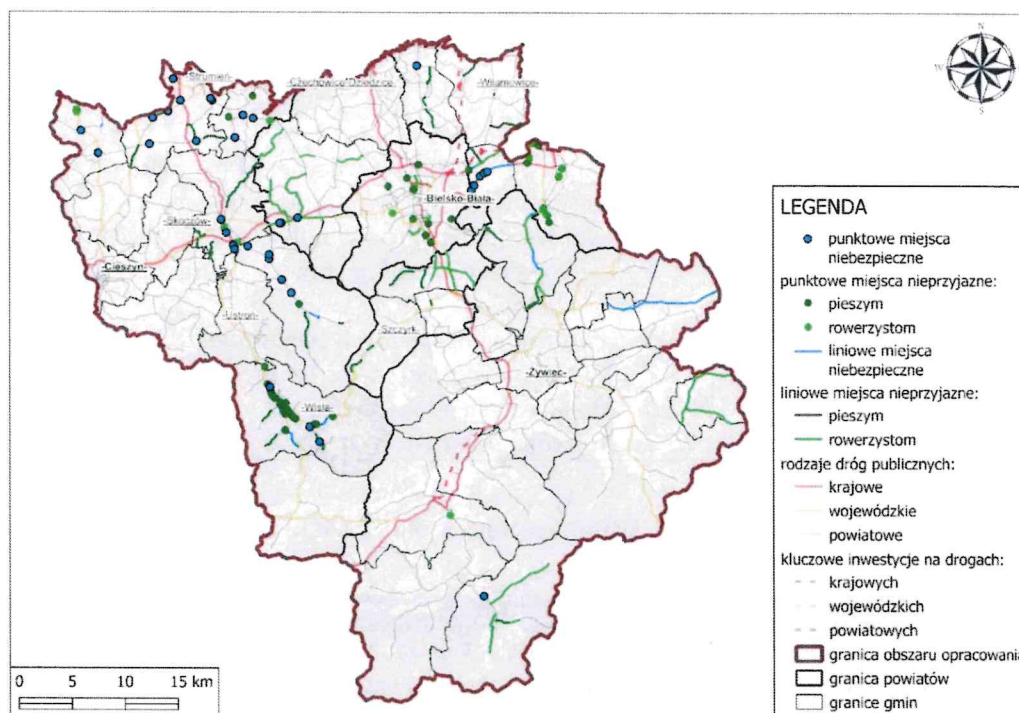 -Strumień-
-Czechowice-Dziedzice-
-Wilamowice-
-Bielsko-Biała-
-Skoczów-
-Cieszyn-
-Ustroń-
Szczyrk
-Żywiec-
-Wisła-
N
W
E
S
LEGENDA
punktowe miejsca
niebezpieczne
punktowe miejsca nieprzyjazne:
pieszym
rowerzystom
liniowe miejsca
niebezpieczne
liniowe miejsca nieprzyjazne:
pieszym
rowerzystom
rodzaje dróg publicznych:
krajowe
wojewódzkie
powiatowe
kluczowe inwestycje na drogach:
krajowych
wojewódzkich
powiatowych
granica obszaru opracowania
granica powiatów
granice gmin
0 5 10 15 km